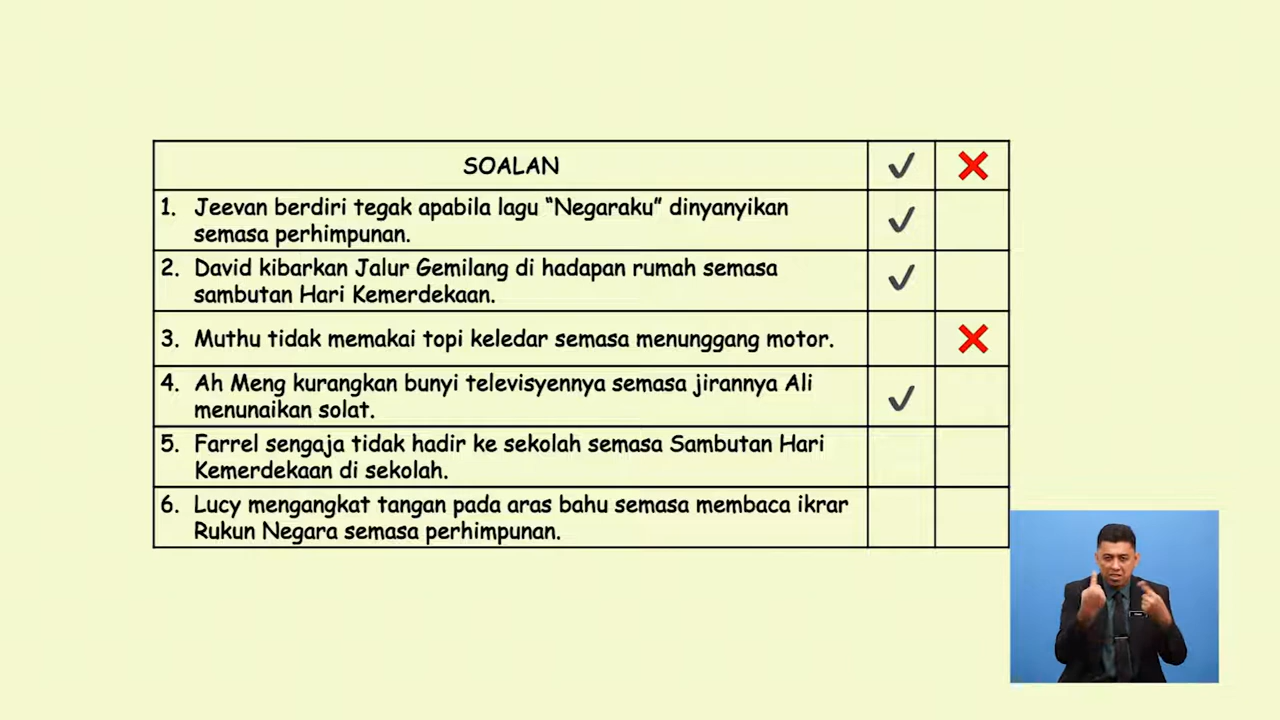 SOALAN
1. Jeevan berdiri tegak apabila lagu “Negaraku” dinyanyikan
semasa perhimpunan.
2. David kibarkan Jalur Gemilang di hadapan rumah semasa
sambutan Hari Kemerdekaan.
3. Muthu tidak memakai topi keledar semasa menunggang motor.
4. Ah Meng kurangkan bunyi televisyennya semasa jirannya Ali
menunaikan solat.
5. Farrel sengaja tidak hadir ke sekolah semasa Sambutan Hari
Kemerdekaan di sekolah.
6. Lucy mengangkat tangan pada aras bahu semasa membaca ikrar
Rukun Negara semasa perhimpunan.